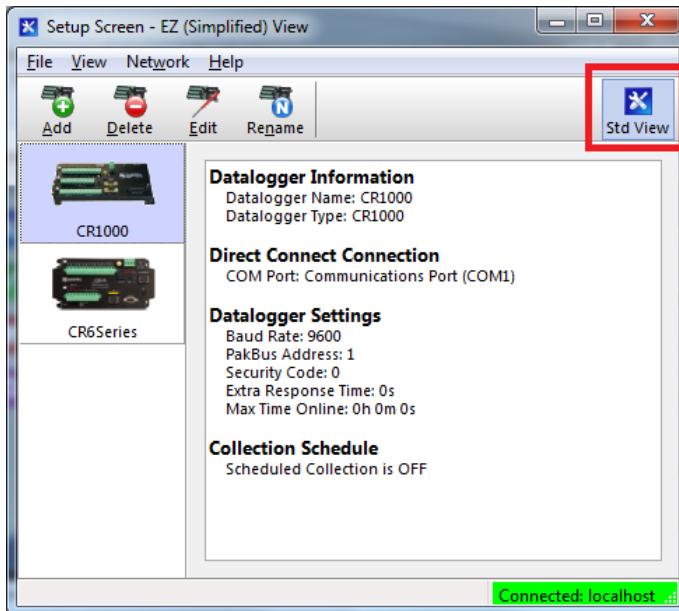 Setup Screen - EZ (Simplified) View
File View Network Help
Add Delete Edit Rename Std View
CR1000
CR6Series
Datalogger Information
Datalogger Name: CR1000
Datalogger Type: CR1000
Direct Connect Connection
COM Port: Communications Port (COM1)
Datalogger Settings
Baud Rate: 9600
PakBus Address: 1
Security Code: 0
Extra Response Time: 0s
Max Time Online: 0h 0m 0s
Collection Schedule
Scheduled Collection is OFF
Connected: localhost